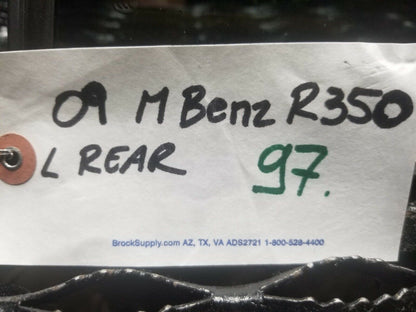 09 M Benz R350
L REAR 97.
BrockSupply.com AZ, TX, VA ADS2721 1-800-528-4400